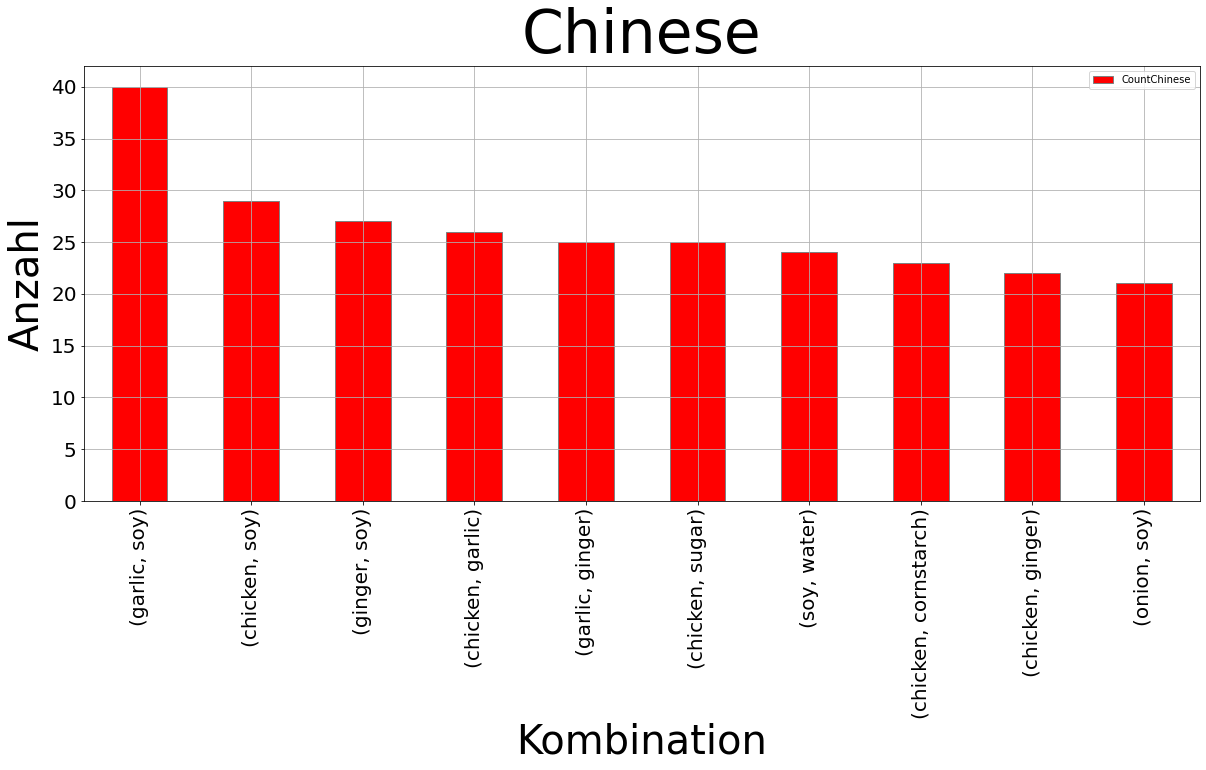 Chinese
CountChinese
Anzahl
40
35
30
25
20
15
10
5
0
(garlic, soy)
(chicken, soy)
(ginger, soy)
(chicken, garlic)
(garlic, ginger)
(chicken, sugar)
(soy, water)
(chicken, cornstarch)
(chicken, ginger)
(onion, soy)
Kombination